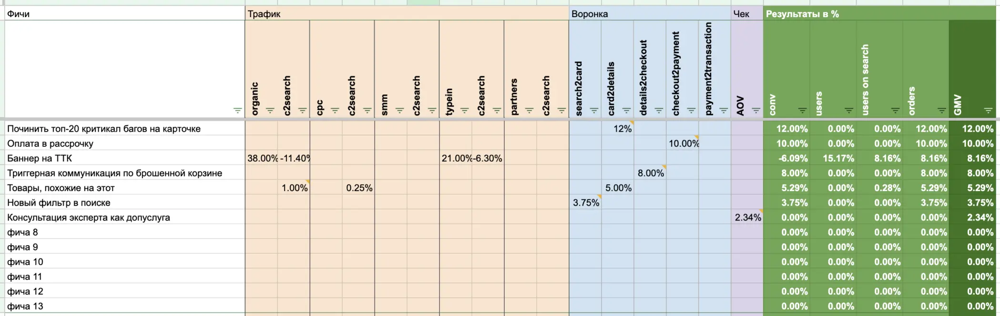 Фичи Трафик Воронка Чек Результаты в %
organic c2search cpc c2search smm c2search typein c2search partners c2search search2card card2details details2checkout checkout2payment payment2transaction AOV conv users users on search orders GMV
Починить топ-20 критикал багов на карточке 12% 12.00% 0.00% 0.00% 12.00% 12.00%
Оплата в рассрочку 10.00% 10.00% 0.00% 0.00% 10.00% 10.00%
Баннер на ТТК 38.00% -11.40% 21.00% -6.30% -6.09% 15.17% 8.16% 8.16% 8.16%
Триггерная коммуникация по брошенной корзине 8.00% 8.00% 0.00% 0.00% 8.00% 8.00%
Товары, похожие на этот 1.00% 0.25% 5.00% 5.29% 0.00% 0.28% 5.29% 5.29%
Новый фильтр в поиске 3.75% 3.75% 0.00% 0.00% 3.75% 3.75%
Консультация эксперта как допуслуга 2.34% 0.00% 0.00% 0.00% 0.00% 2.34%
фича 8 0.00% 0.00% 0.00% 0.00% 0.00%
фича 9 0.00% 0.00% 0.00% 0.00% 0.00%
фича 10 0.00% 0.00% 0.00% 0.00% 0.00%
фича 11 0.00% 0.00% 0.00% 0.00% 0.00%
фича 12 0.00% 0.00% 0.00% 0.00% 0.00%
фича 13 0.00% 0.00% 0.00% 0.00% 0.00%